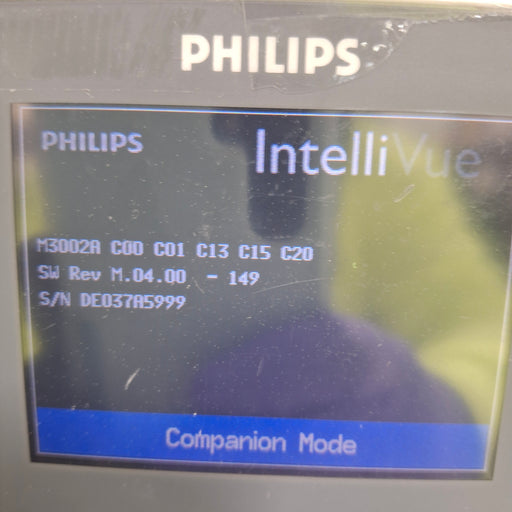 PHILIPS
PHILIPS
IntelliVue
M3002A C00 C01 C13 C15 C20
SW Rev M.04.00 - 149
S/N DE037A5999
Companion Mode